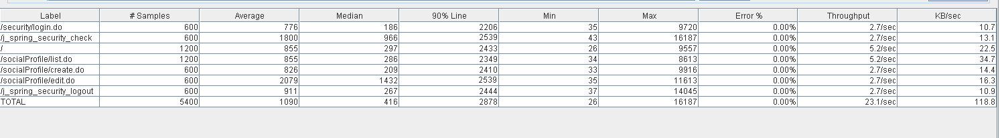 Label # Samples Average Median 90% Line Min Max Error % Throughput KB/sec
/security/login.do 600 776 186 2206 35 9720 0.00% 2.7/sec 10.7
/j_spring_security_check 600 1800 966 2539 43 16187 0.00% 2.7/sec 13.1
/ 1200 855 297 2433 26 9557 0.00% 5.2/sec 22.5
/socialProfile/list.do 1200 855 286 2349 34 8613 0.00% 5.2/sec 34.7
/socialProfile/create.do 600 826 209 2410 33 9916 0.00% 2.7/sec 14.4
/socialProfile/edit.do 600 2079 1432 2539 35 11613 0.00% 2.7/sec 16.3
/j_spring_security_logout 600 911 267 2444 37 14045 0.00% 2.7/sec 10.9
TOTAL 5400 1090 416 2878 26 16187 0.00% 23.1/sec 118.8